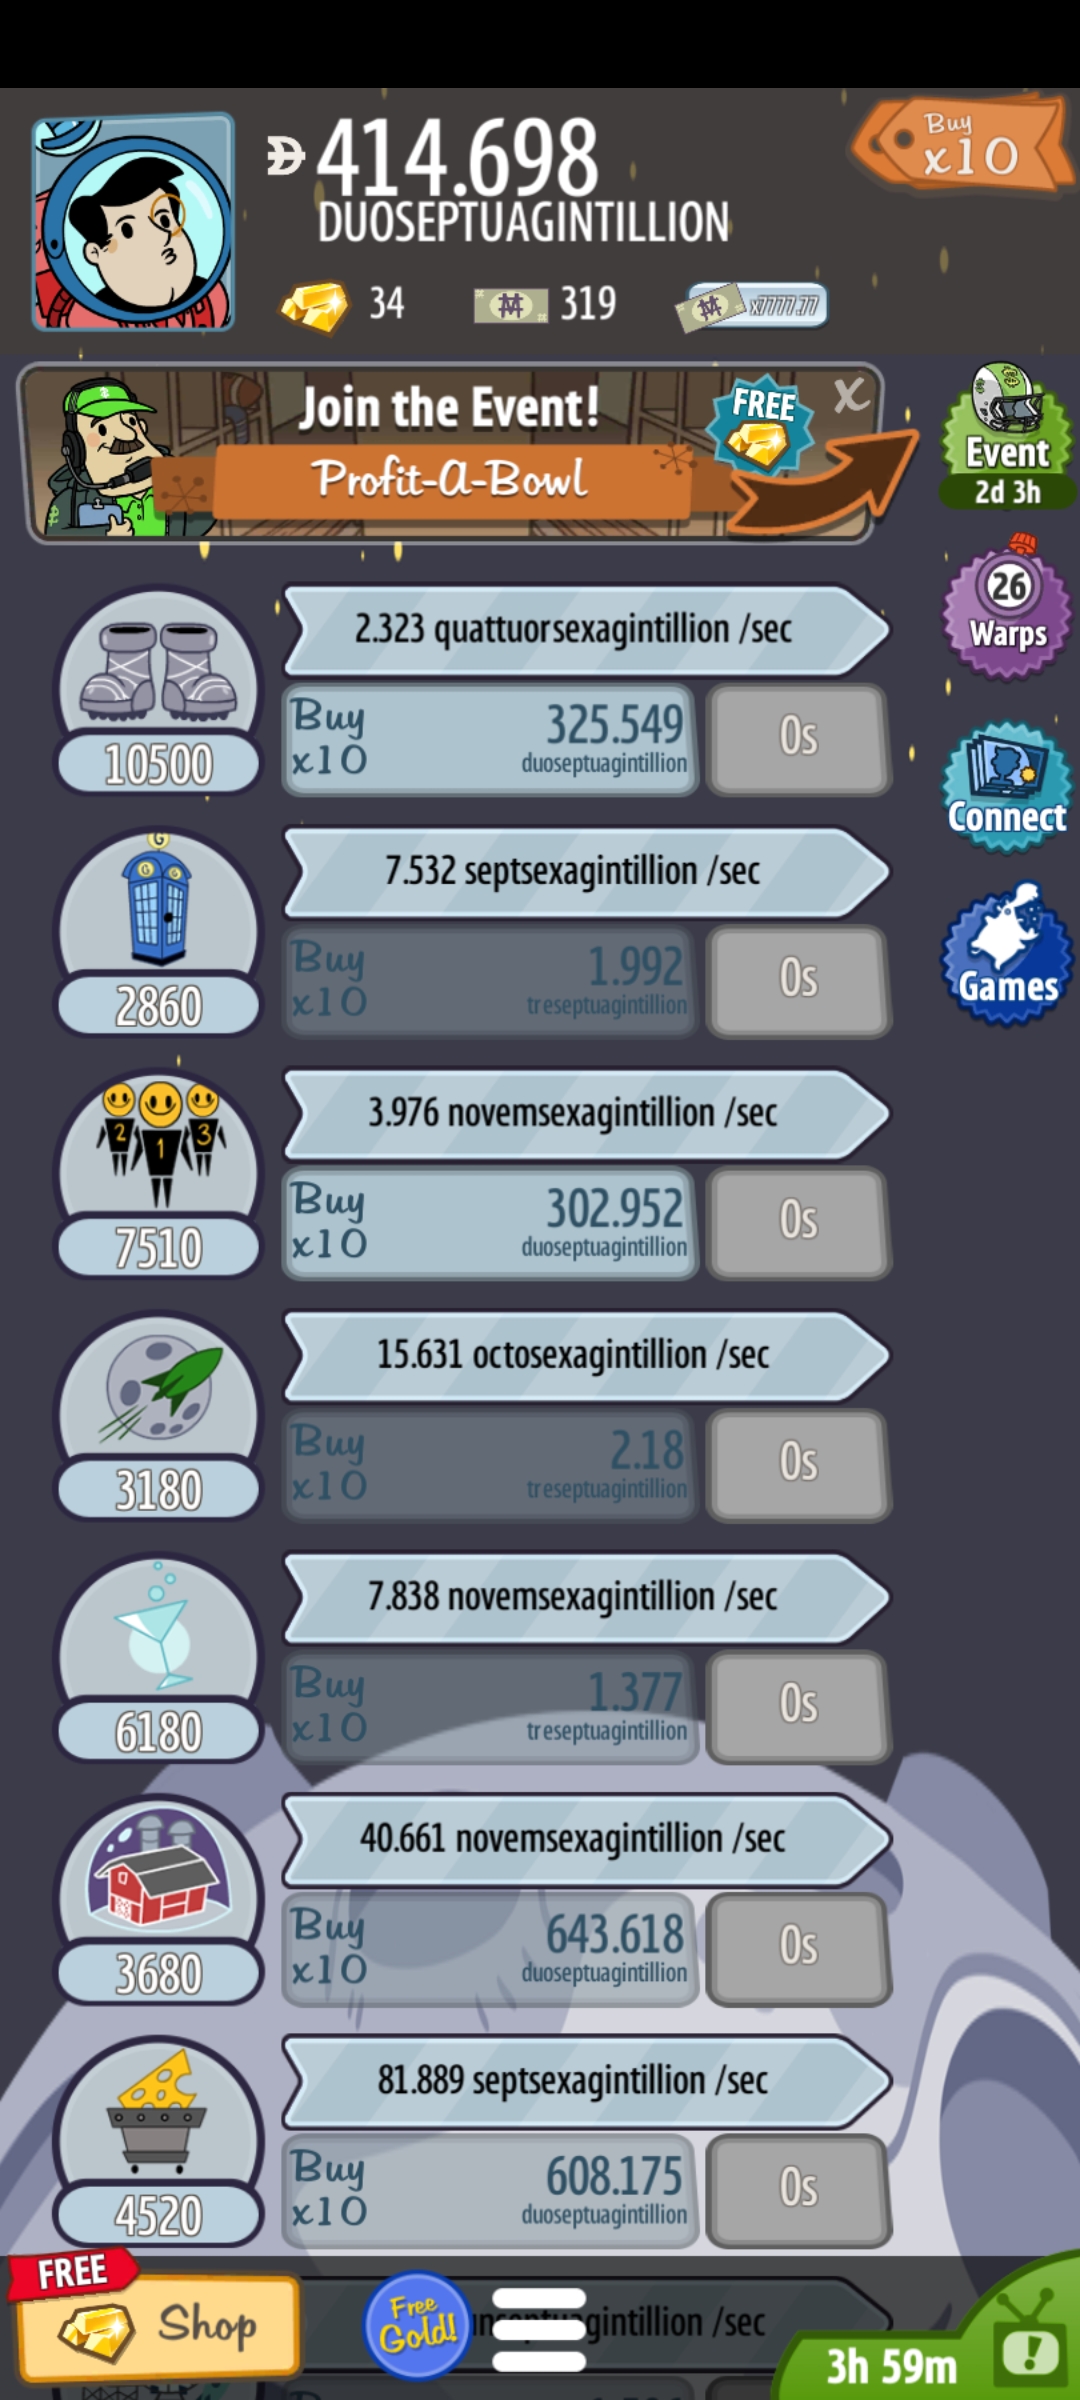 414.698
Buy
x10
DUOSEPTUAGINTILLION
34
319
x7777.77
Join the Event!
FREE
X
Profit-A-Bowl
Event
2d 3h
26
Warps
Connect
Games
2.323 quattuorsexagintillion /sec
Buy
x10
325.549
duoseptuagintillion
0s
10500
G
G G
7.532 septsexagintillion /sec
Buy
x10
1.992
treseptuagintillion
0s
2860
2 1 3
3.976 novemsexagintillion /sec
Buy
x10
302.952
duoseptuagintillion
0s
7510
15.631 octosexagintillion /sec
Buy
x10
2.18
treseptuagintillion
0s
3180
7.838 novemsexagintillion /sec
Buy
x10
1.377
treseptuagintillion
0s
6180
40.661 novemsexagintillion /sec
Buy
x10
643.618
duoseptuagintillion
0s
3680
81.889 septsexagintillion /sec
Buy
x10
608.175
duoseptuagintillion
0s
4520
FREE
Shop
Free
Gold!
/sec
3h 59m
!